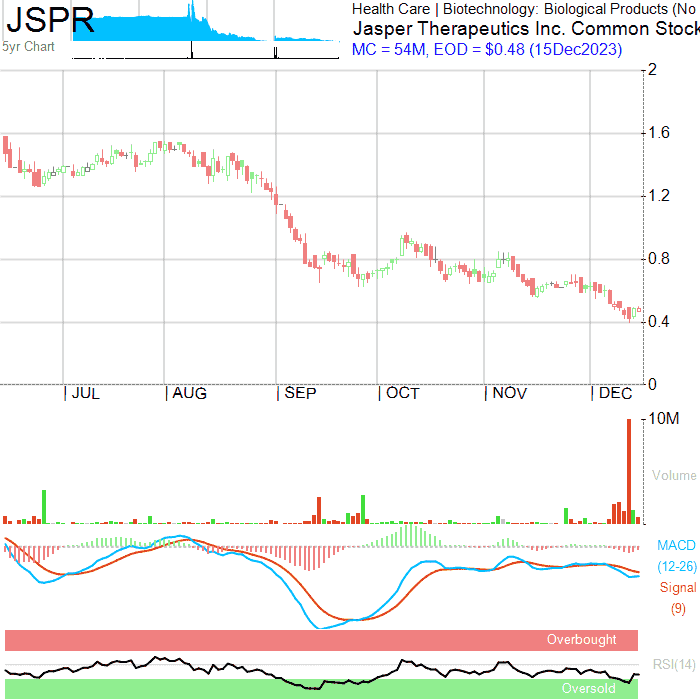 JSPR
5yr Chart
Health Care | Biotechnology: Biological Products (No
Jasper Therapeutics Inc. Common Stock
MC = 54M, EOD = $0.48 (15Dec2023)
2
1.6
1.2
0.8
0.4
0
| JUL | AUG | SEP | OCT | NOV | DEC
10M
Volume
0
MACD
(12-26)
Signal
(9)
Overbought
RSI(14)
Oversold